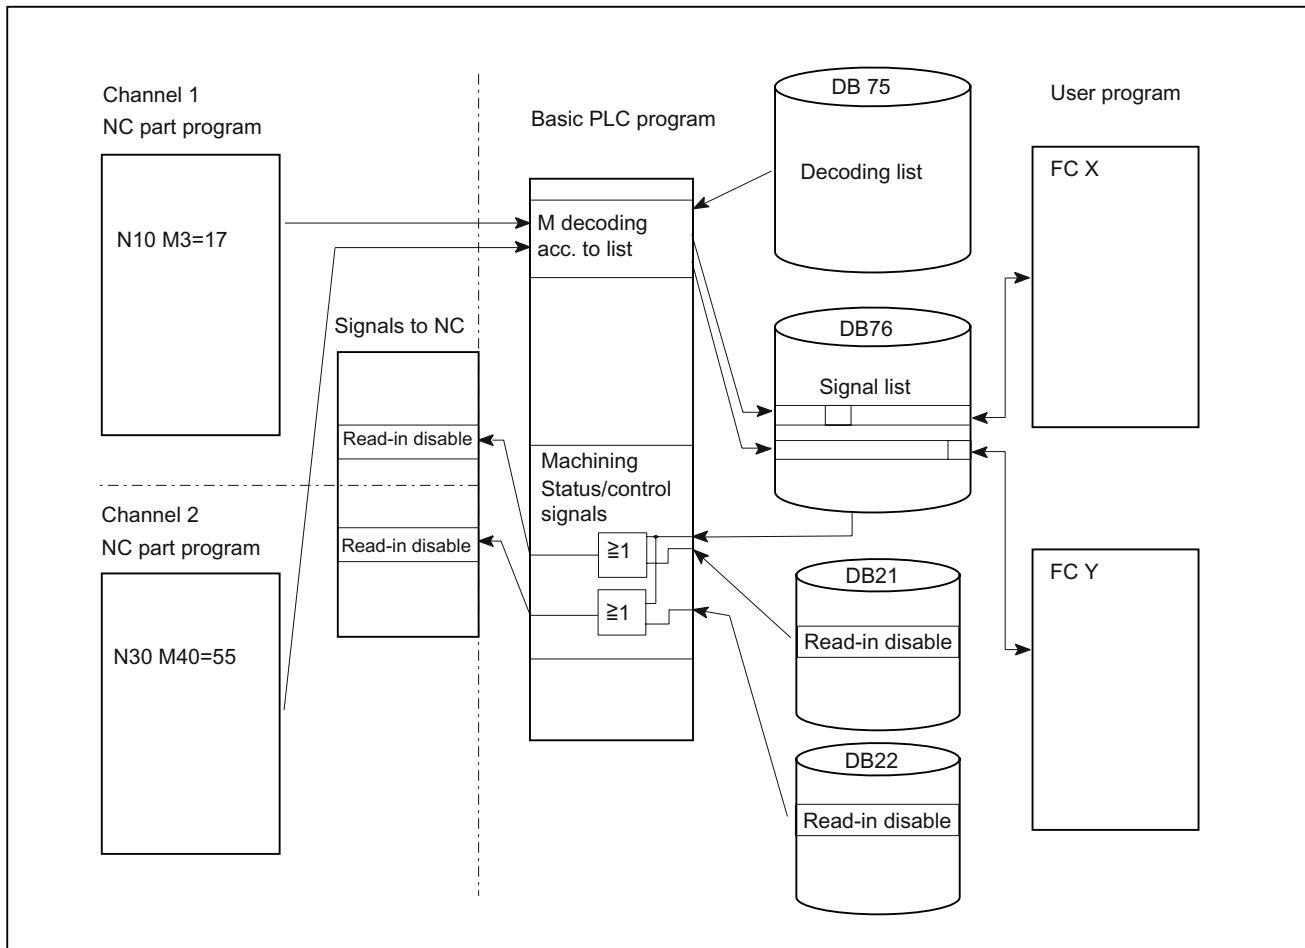 Channel 1
NC part program
N10 M3=17
Signals to NC
Read-in disable
Read-in disable
Channel 2
NC part program
N30 M40=55
Basic PLC program
M decoding
acc. to list
Machining
Status/control
signals
≧1
≧1
DB 75
Decoding list
DB76
Signal list
DB21
Read-in disable
DB22
Read-in disable
User program
FC X
FC Y